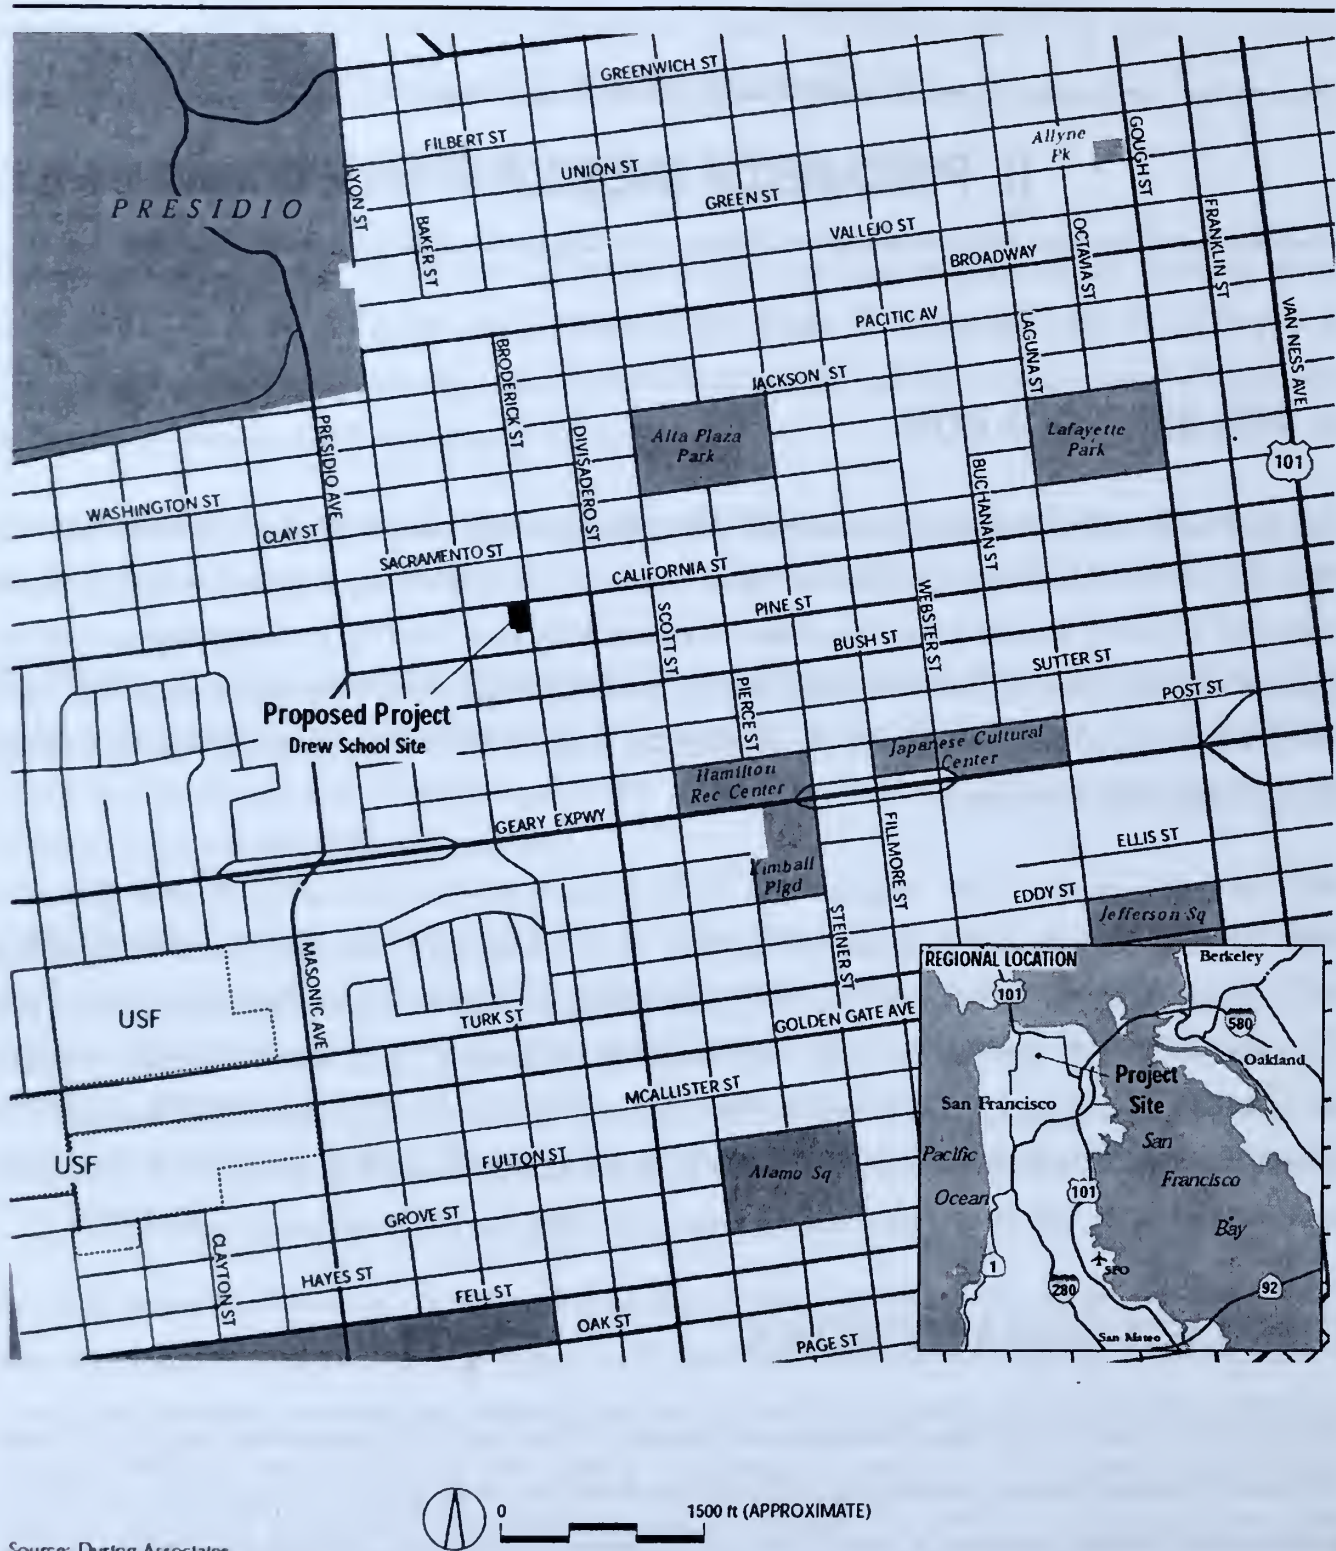 GREENWICH ST
FILBERT ST
UNION ST
GREEN ST
VALLEJO ST
BROADWAY
PACITIC AV
JACKSON ST
Allyne
Pk
GOUGH ST
FRANKLIN ST
OCTAVIA ST
LAGUNA ST
VAN NESS AVE
101
PRESIDIO
LYON ST
BAKER ST
BRODERICK ST
DIVISADERO ST
PRESIDIO AVE
Alta Plaza
Park
Lafayette
Park
BUCHANAN ST
WASHINGTON ST
CLAY ST
SACRAMENTO ST
CALIFORNIA ST
PINE ST
BUSH ST
SUTTER ST
POST ST
SCOTT ST
WEBSTER ST
PIERCE ST
Proposed Project
Drew School Site
Japanese Cultural
Center
Hamilton
Rec Center
GEARY EXPWY
Kimball
Plgd
FILLMORE ST
STEINER ST
ELLIS ST
EDDY ST
Jefferson Sq
MASONIC AVE
USF
TURK ST
GOLDEN GATE AVE
MCALLISTER ST
USF
FULTON ST
Alamo Sq
GROVE ST
CLAYTON ST
HAYES ST
FELL ST
OAK ST
PAGE ST
REGIONAL LOCATION
Berkeley
101
580
Oakland
Project
Site
San Francisco
Pacific
Ocean
San
Francisco
Bay
101
1
SFO
280
92
San Mateo
0 1500 ft (APPROXIMATE)
Source: During Associates